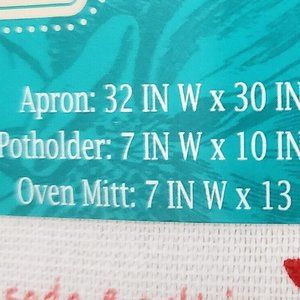 Apron: 32 IN W x 30 IN
Potholder: 7 IN W x 10 IN
Oven Mitt: 7 IN W x 13